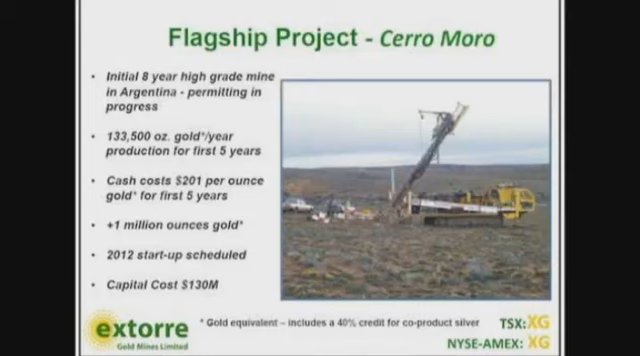 Flagship Project - Cerro Moro
• Initial 8 year high grade mine
in Argentina - permitting in
progress
• 133,500 oz. gold*/year
production for first 5 years
• Cash costs $201 per ounce
gold* for first 5 years
• +1 million ounces gold*
• 2012 start-up scheduled
• Capital Cost $130M
extorre
Gold Mines Limited
* Gold equivalent – includes a 40% credit for co-product silver
TSX:XG
NYSE-AMEX: XG